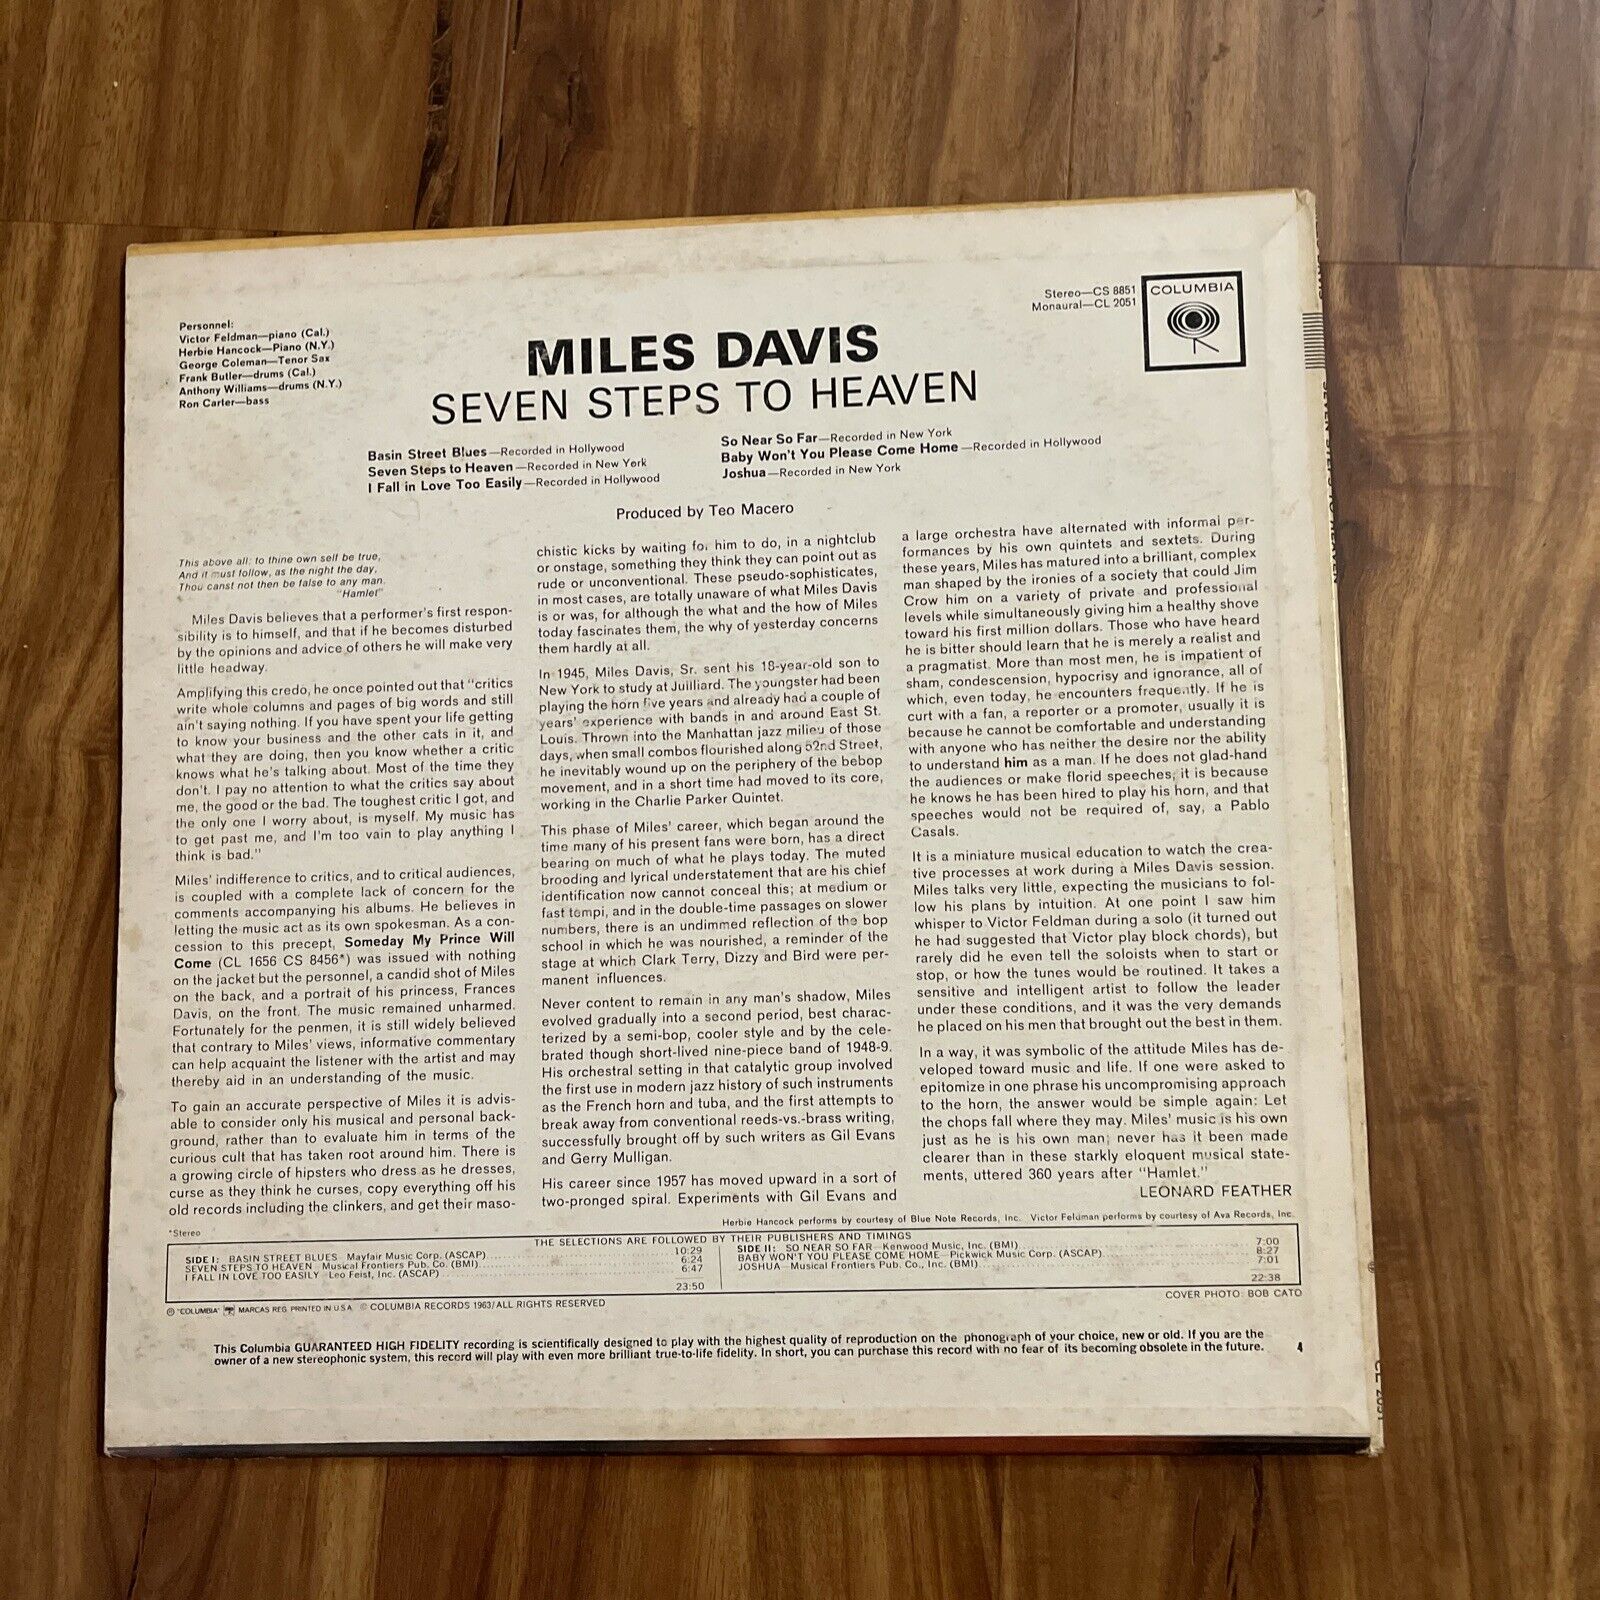 Stereo—CS 8851
Monaural—CL 2051
COLUMBIA
Personnel:
Victor Feldman—piano (Cal.)
Herbie Hancock—Piano (N.Y.)
George Coleman—Tenor Sax
Frank Butler—drums (Cal.)
Anthony Williams—drums (N.Y.)
Ron Carter—bass
MILES DAVIS
SEVEN STEPS TO HEAVEN
Basin Street Blues—Recorded in Hollywood
Seven Steps to Heaven—Recorded in New York
I Fall in Love Too Easily—Recorded in Hollywood
So Near So Far—Recorded in New York
Baby Won't You Please Come Home—Recorded in Hollywood
Joshua—Recorded in New York
Produced by Teo Macero
This above all: to thine own self be true,
And it must follow, as the night the day,
Thou canst not then be false to any man.
"Hamlet"
Miles Davis believes that a performer's first respon-
sibility is to himself, and that if he becomes disturbed
by the opinions and advice of others he will make very
little headway.
Amplifying this credo, he once pointed out that "critics
write whole columns and pages of big words and still
ain't saying nothing. If you have spent your life getting
to know your business and the other cats in it, and
what they are doing, then you know whether a critic
knows what he's talking about. Most of the time they
don't. I pay no attention to what the critics say about
me, the good or the bad. The toughest critic I got, and
the only one I worry about, is myself. My music has
to get past me, and I'm too vain to play anything I
think is bad."
Miles' indifference to critics, and to critical audiences,
is coupled with a complete lack of concern for the
comments accompanying his albums. He believes in
letting the music act as its own spokesman. As a con-
cession to this precept, Someday My Prince Will
Come (CL 1656 CS 8456*) was issued with nothing
on the jacket but the personnel, a candid shot of Miles
on the back, and a portrait of his princess, Frances
Davis, on the front. The music remained unharmed.
Fortunately for the penmen, it is still widely believed
that contrary to Miles' views, informative commentary
can help acquaint the listener with the artist and may
thereby aid in an understanding of the music.
To gain an accurate perspective of Miles it is advis-
able to consider only his musical and personal back-
ground, rather than to evaluate him in terms of the
curious cult that has taken root around him. There is
a growing circle of hipsters who dress as he dresses,
curse as they think he curses, copy everything off his
old records including the clinkers, and get their maso-
chistic kicks by waiting for him to do, in a nightclub
or onstage, something they think they can point out as
rude or unconventional. These pseudo-sophisticates,
in most cases, are totally unaware of what Miles Davis
is or was, for although the what and the how of Miles
today fascinates them, the why of yesterday concerns
them hardly at all.
In 1945, Miles Davis, Sr. sent his 18-year-old son to
New York to study at Juilliard. The youngster had been
playing the horn five years and already had a couple of
years' experience with bands in and around East St.
Louis. Thrown into the Manhattan jazz milieu of those
days, when small combos flourished along 52nd Street,
he inevitably wound up on the periphery of the bebop
movement, and in a short time had moved to its core,
working in the Charlie Parker Quintet.
This phase of Miles' career, which began around the
time many of his present fans were born, has a direct
bearing on much of what he plays today. The muted
brooding and lyrical understatement that are his chief
identification now cannot conceal this; at medium or
fast tempi, and in the double-time passages on slower
numbers, there is an undimmed reflection of the bop
school in which he was nourished, a reminder of the
stage at which Clark Terry, Dizzy and Bird were per-
manent influences.
Never content to remain in any man's shadow, Miles
evolved gradually into a second period, best charac-
terized by a semi-bop, cooler style and by the cele-
brated though short-lived nine-piece band of 1948-9.
His orchestral setting in that catalytic group involved
the first use in modern jazz history of such instruments
as the French horn and tuba, and the first attempts to
break away from conventional reeds-vs.-brass writing,
successfully brought off by such writers as Gil Evans
and Gerry Mulligan.
His career since 1957 has moved upward in a sort of
two-pronged spiral. Experiments with Gil Evans and
a large orchestra have alternated with informal per-
formances by his own quintets and sextets. During
these years, Miles has matured into a brilliant, complex
man shaped by the ironies of a society that could Jim
Crow him on a variety of private and professional
levels while simultaneously giving him a healthy shove
toward his first million dollars. Those who have heard
he is bitter should learn that he is merely a realist and
a pragmatist. More than most men, he is impatient of
sham, condescension, hypocrisy and ignorance, all of
which, even today, he encounters frequently. If he is
curt with a fan, a reporter or a promoter, usually it is
because he cannot be comfortable and understanding
with anyone who has neither the desire nor the ability
to understand him as a man. If he does not glad-hand
the audiences or make florid speeches, it is because
he knows he has been hired to play his horn, and that
speeches would not be required of, say, a Pablo
Casals.
It is a miniature musical education to watch the crea-
tive processes at work during a Miles Davis session.
Miles talks very little, expecting the musicians to fol-
low his plans by intuition. At one point I saw him
whisper to Victor Feldman during a solo (it turned out
he had suggested that Victor play block chords), but
rarely did he even tell the soloists when to start or
stop, or how the tunes would be routined. It takes a
sensitive and intelligent artist to follow the leader
under these conditions, and it was the very demands
he placed on his men that brought out the best in them.
In a way, it was symbolic of the attitude Miles has de-
veloped toward music and life. If one were asked to
epitomize in one phrase his uncompromising approach
to the horn, the answer would be simple again: Let
the chops fall where they may. Miles' music is his own
just as he is his own man; never has it been made
clearer than in these starkly eloquent musical state-
ments, uttered 360 years after "Hamlet."
LEONARD FEATHER
*Stereo
Herbie Hancock performs by courtesy of Blue Note Records, Inc. Victor Feldman performs by courtesy of Ava Records, Inc.
THE SELECTIONS ARE FOLLOWED BY THEIR PUBLISHERS AND TIMINGS
SIDE I: BASIN STREET BLUES Mayfair Music Corp. (ASCAP) 10:29
SEVEN STEPS TO HEAVEN Musical Frontiers Pub. Co. (BMI) 6:24
I FALL IN LOVE TOO EASILY Leo Feist, Inc. (ASCAP) 6:47
23:50
SIDE II: SO NEAR SO FAR—Kenwood Music, Inc. (BMI) 7:00
BABY WON'T YOU PLEASE COME HOME—Pickwick Music Corp. (ASCAP) 8:27
JOSHUA—Musical Frontiers Pub. Co., Inc. (BMI) 7:01
22:38
COVER PHOTO: BOB CATO
℗ "COLUMBIA" MARCAS REG. PRINTED IN U.S.A. © COLUMBIA RECORDS 1963/ALL RIGHTS RESERVED
This Columbia GUARANTEED HIGH FIDELITY recording is scientifically designed to play with the highest quality of reproduction on the phonograph of your choice, new or old. If you are the
owner of a new stereophonic system, this record will play with even more brilliant true-to-life fidelity. In short, you can purchase this record with no fear of its becoming obsolete in the future.
4
SEVEN STEPS TO HEAVEN
CL 2051